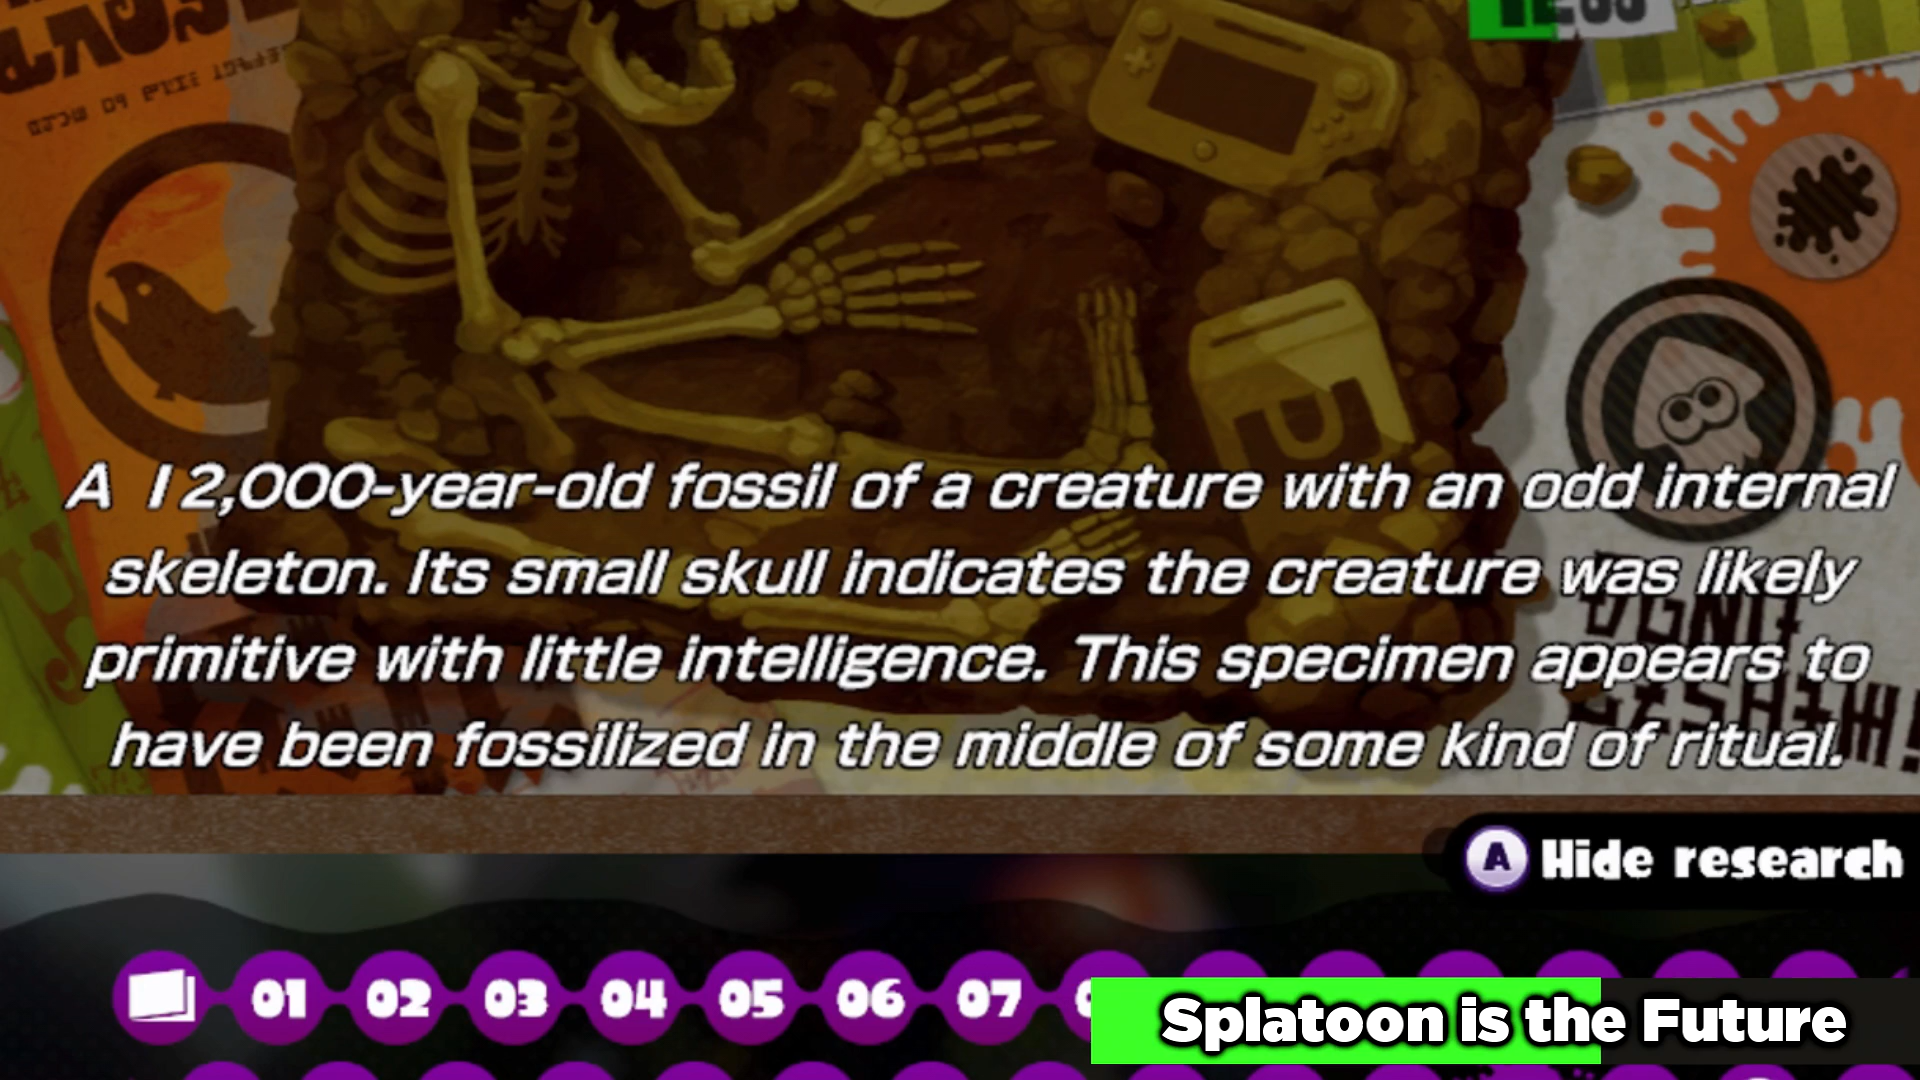 A 12,000-year-old fossil of a creature with an odd internal
skeleton. Its small skull indicates the creature was likely
primitive with little intelligence. This specimen appears to
have been fossilized in the middle of some kind of ritual.
A Hide research
01 02 03 04 05 06 07
Splatoon is the Future